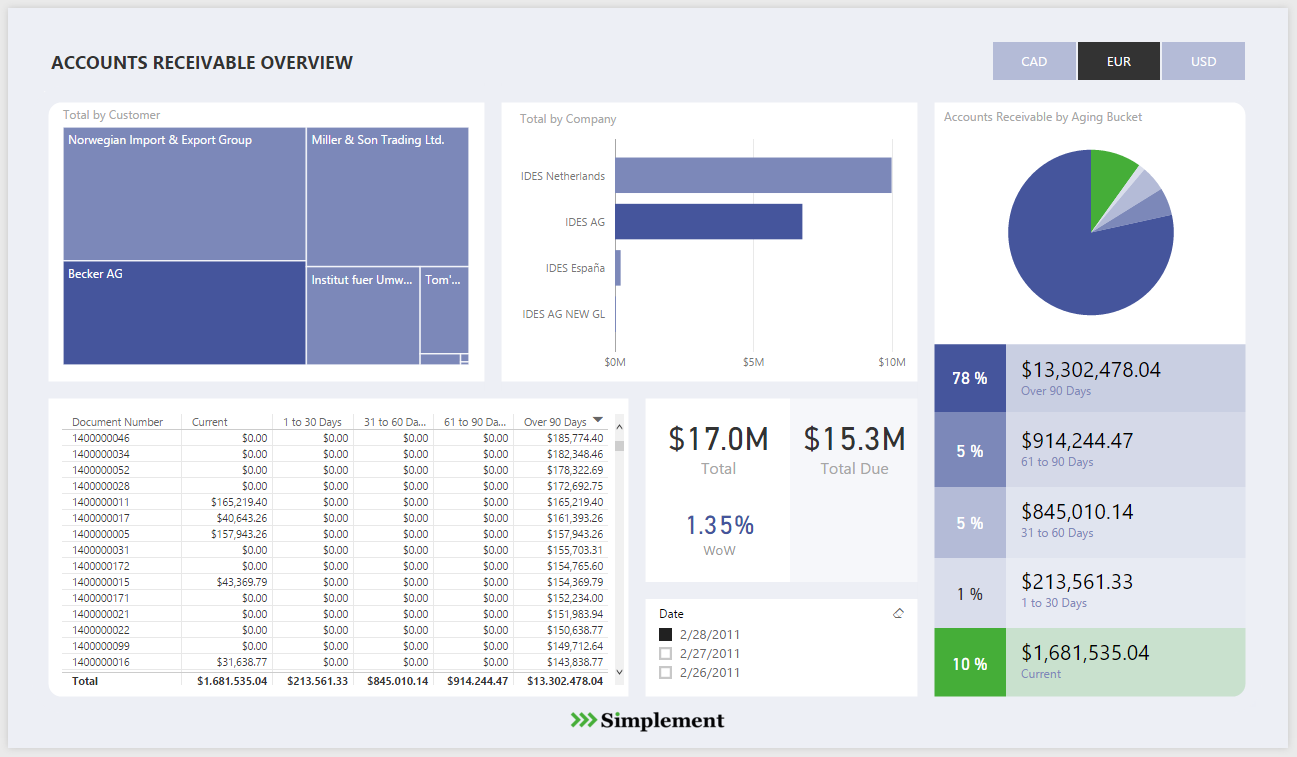 ACCOUNTS RECEIVABLE OVERVIEW
CAD EUR USD
Total by Customer
Norwegian Import & Export Group
Miller & Son Trading Ltd.
Becker AG
Institut fuer Umw...
Tom'...
Total by Company
IDES Netherlands
IDES AG
IDES España
IDES AG NEW GL
$0M $5M $10M
Accounts Receivable by Aging Bucket
78 % $13,302,478.04
Over 90 Days
5 % $914,244.47
61 to 90 Days
5 % $845,010.14
31 to 60 Days
1 % $213,561.33
1 to 30 Days
10 % $1,681,535.04
Current
Document Number Current 1 to 30 Days 31 to 60 Da... 61 to 90 Da... Over 90 Days
1400000046 $0.00 $0.00 $0.00 $0.00 $185,774.40
1400000034 $0.00 $0.00 $0.00 $0.00 $182,348.46
1400000052 $0.00 $0.00 $0.00 $0.00 $178,322.69
1400000028 $0.00 $0.00 $0.00 $0.00 $172,692.75
1400000011 $165,219.40 $0.00 $0.00 $0.00 $165,219.40
1400000017 $40,643.26 $0.00 $0.00 $0.00 $161,393.26
1400000005 $157,943.26 $0.00 $0.00 $0.00 $157,943.26
1400000031 $0.00 $0.00 $0.00 $0.00 $155,703.31
1400000172 $0.00 $0.00 $0.00 $0.00 $154,765.60
1400000015 $43,369.79 $0.00 $0.00 $0.00 $154,369.79
1400000171 $0.00 $0.00 $0.00 $0.00 $152,234.00
1400000021 $0.00 $0.00 $0.00 $0.00 $151,983.94
1400000022 $0.00 $0.00 $0.00 $0.00 $150,638.77
1400000099 $0.00 $0.00 $0.00 $0.00 $149,712.64
1400000016 $31,638.77 $0.00 $0.00 $0.00 $143,838.77
Total $1,681,535.04 $213,561.33 $845,010.14 $914,244.47 $13,302,478.04
$17.0M
Total
$15.3M
Total Due
1.35%
WoW
Date
2/28/2011
2/27/2011
2/26/2011
Simplement